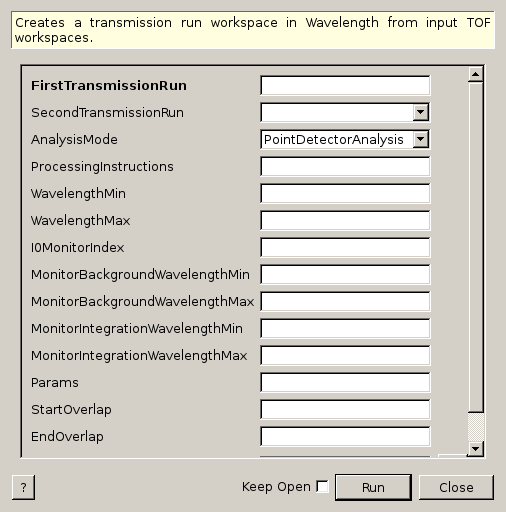 Creates a transmission run workspace in Wavelength from input TOF
workspaces.
FirstTransmissionRun
SecondTransmissionRun
AnalysisMode PointDetectorAnalysis
ProcessingInstructions
WavelengthMin
WavelengthMax
I0MonitorIndex
MonitorBackgroundWavelengthMin
MonitorBackgroundWavelengthMax
MonitorIntegrationWavelengthMin
MonitorIntegrationWavelengthMax
Params
StartOverlap
EndOverlap
? Keep Open Run Close